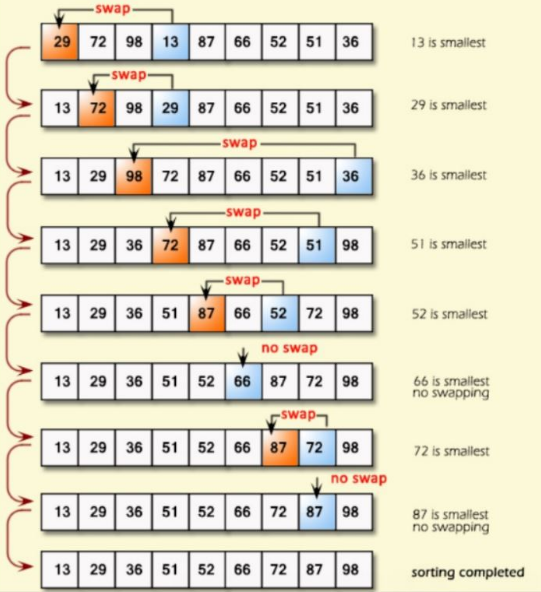 swap
29 72 98 13 87 66 52 51 36 13 is smallest
swap
13 72 98 29 87 66 52 51 36 29 is smallest
swap
13 29 98 72 87 66 52 51 36 36 is smallest
swap
13 29 36 72 87 66 52 51 98 51 is smallest
swap
13 29 36 51 87 66 52 72 98 52 is smallest
no swap
13 29 36 51 52 66 87 72 98 66 is smallest
no swapping
swap
13 29 36 51 52 66 87 72 98 72 is smallest
no swap
13 29 36 51 52 66 72 87 98 87 is smallest
no swapping
13 29 36 51 52 66 72 87 98 sorting completed